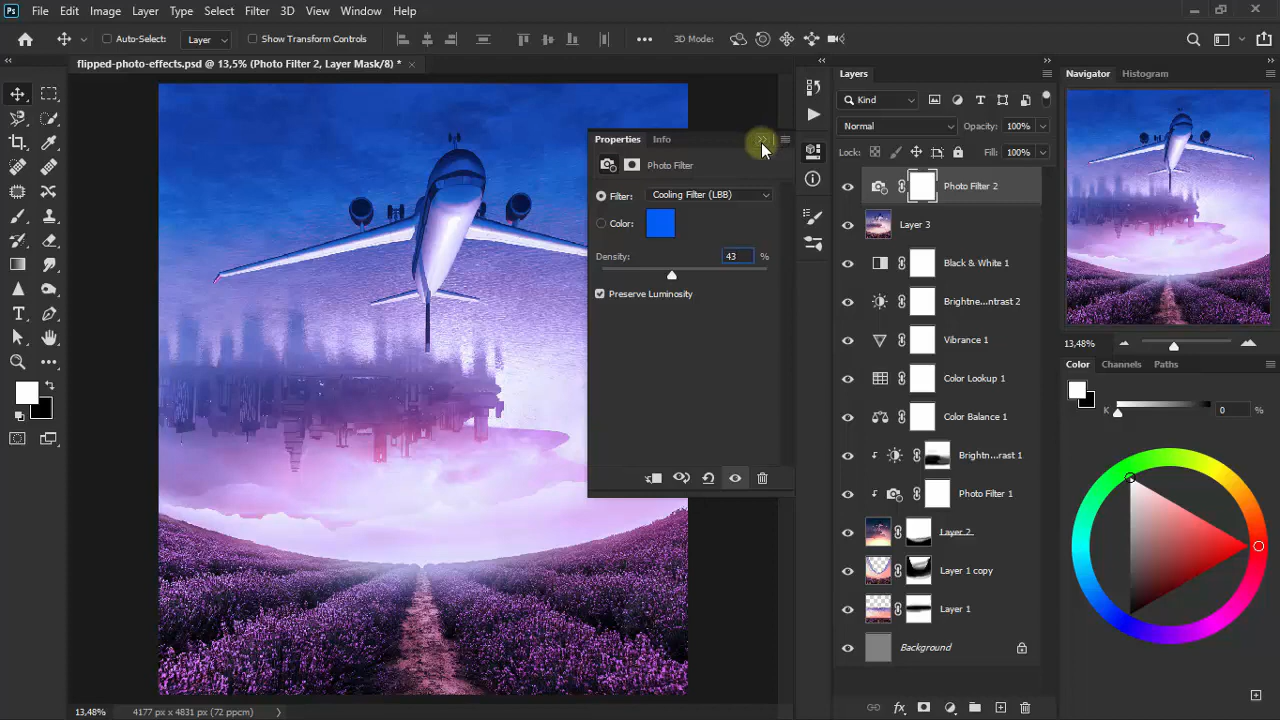 Ps File Edit Image Layer Type Select Filter 3D View Window Help
Auto-Select: Layer Show Transform Controls 3D Mode:
flipped-photo-effects.psd @ 13,5% (Photo Filter 2, Layer Mask/8) *
Properties Info
Photo Filter
Filter: Cooling Filter (LBB)
Color:
Density: 43 %
Preserve Luminosity
Layers
Kind
Normal Opacity: 100%
Lock: Fill: 100%
Photo Filter 2
Layer 3
Black & White 1
Brightne...ntrast 2
Vibrance 1
Color Lookup 1
Color Balance 1
Brightn...rast 1
Photo Filter 1
Layer 2
Layer 1 copy
Layer 1
Background
Navigator Histogram
13,48%
Color Channels Paths
K 0 %
13,48% 4177 px x 4831 px (72 ppcm)